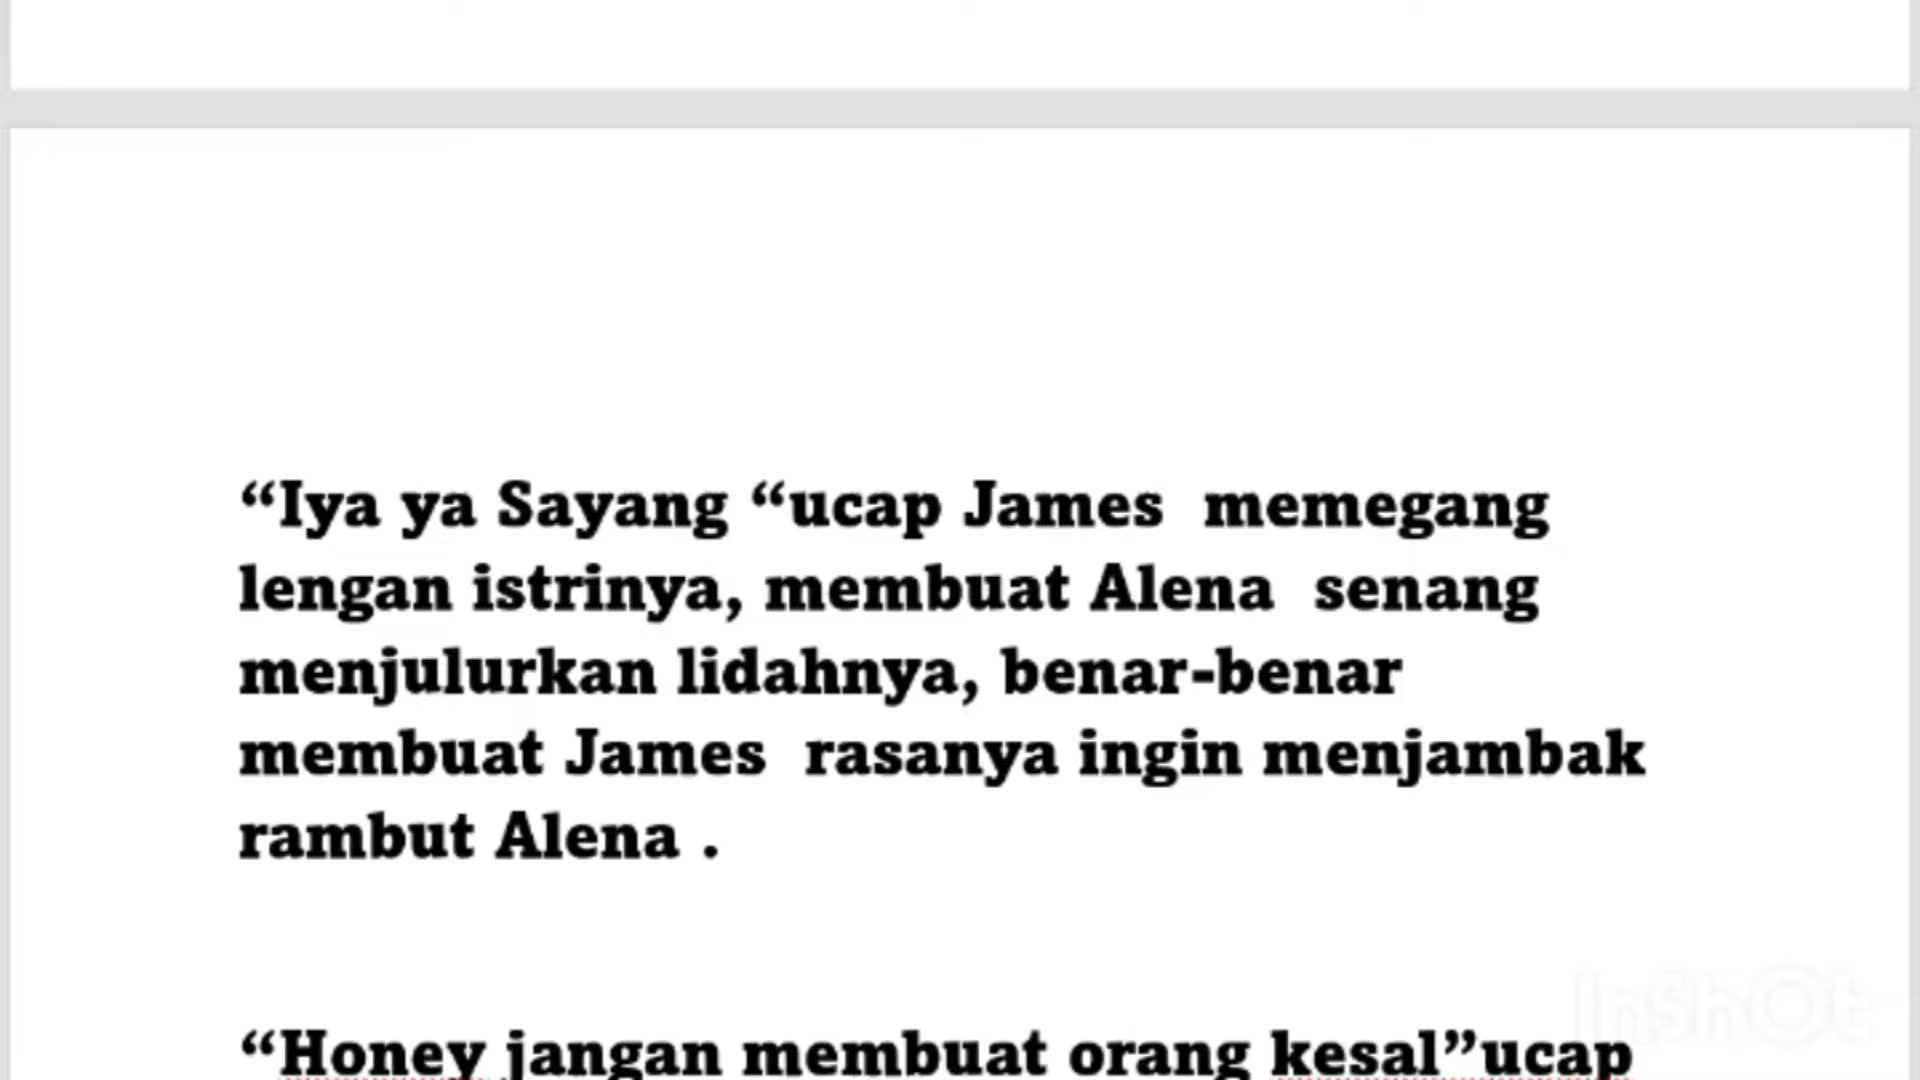 “Iya ya Sayang “ucap James  memegang
lengan istrinya, membuat Alena  senang
menjulurkan lidahnya, benar-benar
membuat James  rasanya ingin menjambak
rambut Alena .
“Honey jangan membuat orang kesal”ucap
InShOt